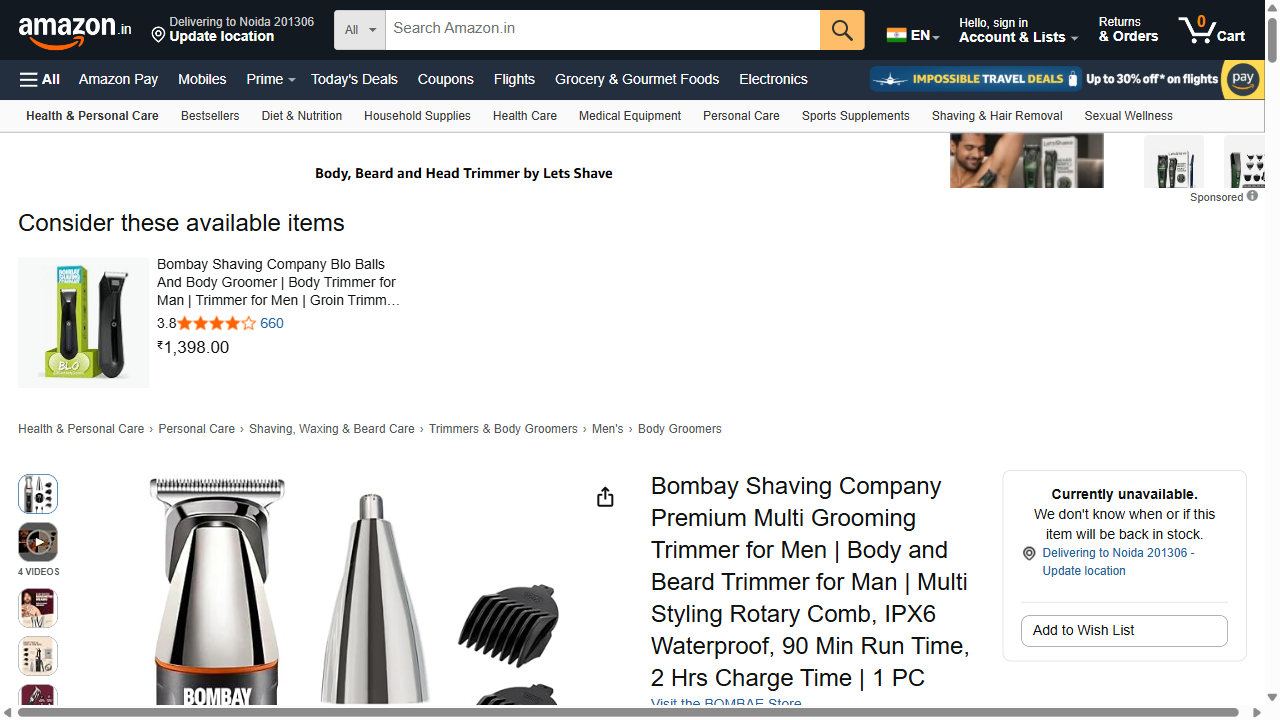 amazon.in
Delivering to Noida 201306
Update location
All
Search Amazon.in
EN
Hello, sign in
Account & Lists
Returns
& Orders
0
Cart
All
Amazon Pay
Mobiles
Prime
Today's Deals
Coupons
Flights
Grocery & Gourmet Foods
Electronics
IMPOSSIBLE TRAVEL DEALS
Up to 30% off* on flights
pay
Health & Personal Care
Bestsellers
Diet & Nutrition
Household Supplies
Health Care
Medical Equipment
Personal Care
Sports Supplements
Shaving & Hair Removal
Sexual Wellness
Body, Beard and Head Trimmer by Lets Shave
Sponsored
Consider these available items
BOMBAY
SHAVING
COMPANY
BLO
Bombay Shaving Company Blo Balls
And Body Groomer | Body Trimmer for
Man | Trimmer for Men | Groin Trimm…
3.8
660
₹1,398.00
Health & Personal Care › Personal Care › Shaving, Waxing & Beard Care › Trimmers & Body Groomers › Men's › Body Groomers
4 VIDEOS
BOMBAY
Bombay Shaving Company
Premium Multi Grooming
Trimmer for Men | Body and
Beard Trimmer for Man | Multi
Styling Rotary Comb, IPX6
Waterproof, 90 Min Run Time,
2 Hrs Charge Time | 1 PC
Visit the BOMBAE Store
Currently unavailable.
We don't know when or if this
item will be back in stock.
Delivering to Noida 201306 -
Update location
Add to Wish List